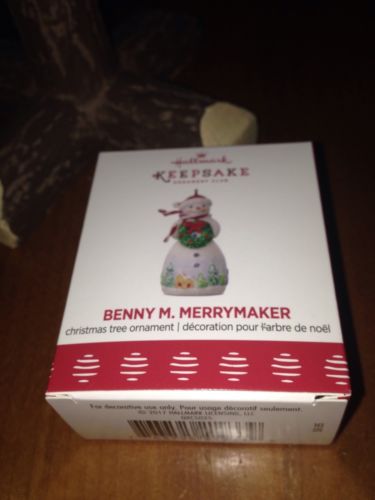 Hallmark
KEEPSAKE
ORNAMENT CLUB
BENNY M. MERRYMAKER
christmas tree ornament | décoration pour l'arbre de noël
For decorative use only. Pour usage décoratif seulement.
© 2017 HALLMARK LICENSING, LLC